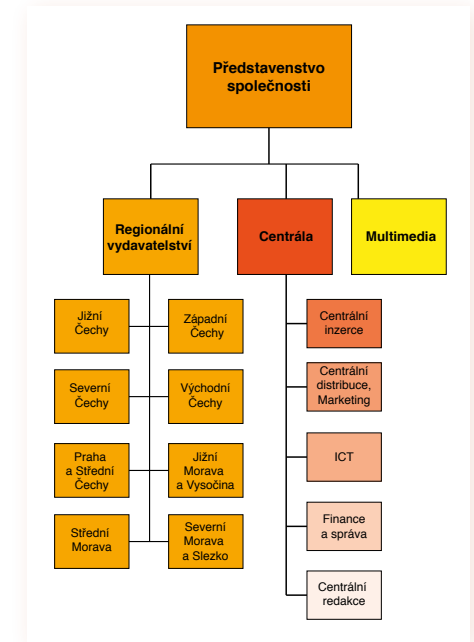 Představenstvo
společnosti
Regionální
vydavatelství
Centrála
Multimedia
Jižní
Čechy
Západní
Čechy
Severní
Čechy
Východní
Čechy
Praha
a Střední
Čechy
Jižní
Morava
a Vysočina
Střední
Morava
Severní
Morava
a Slezko
Centrální
inzerce
Centrální
distribuce,
Marketing
ICT
Finance
a správa
Centrální
redakce